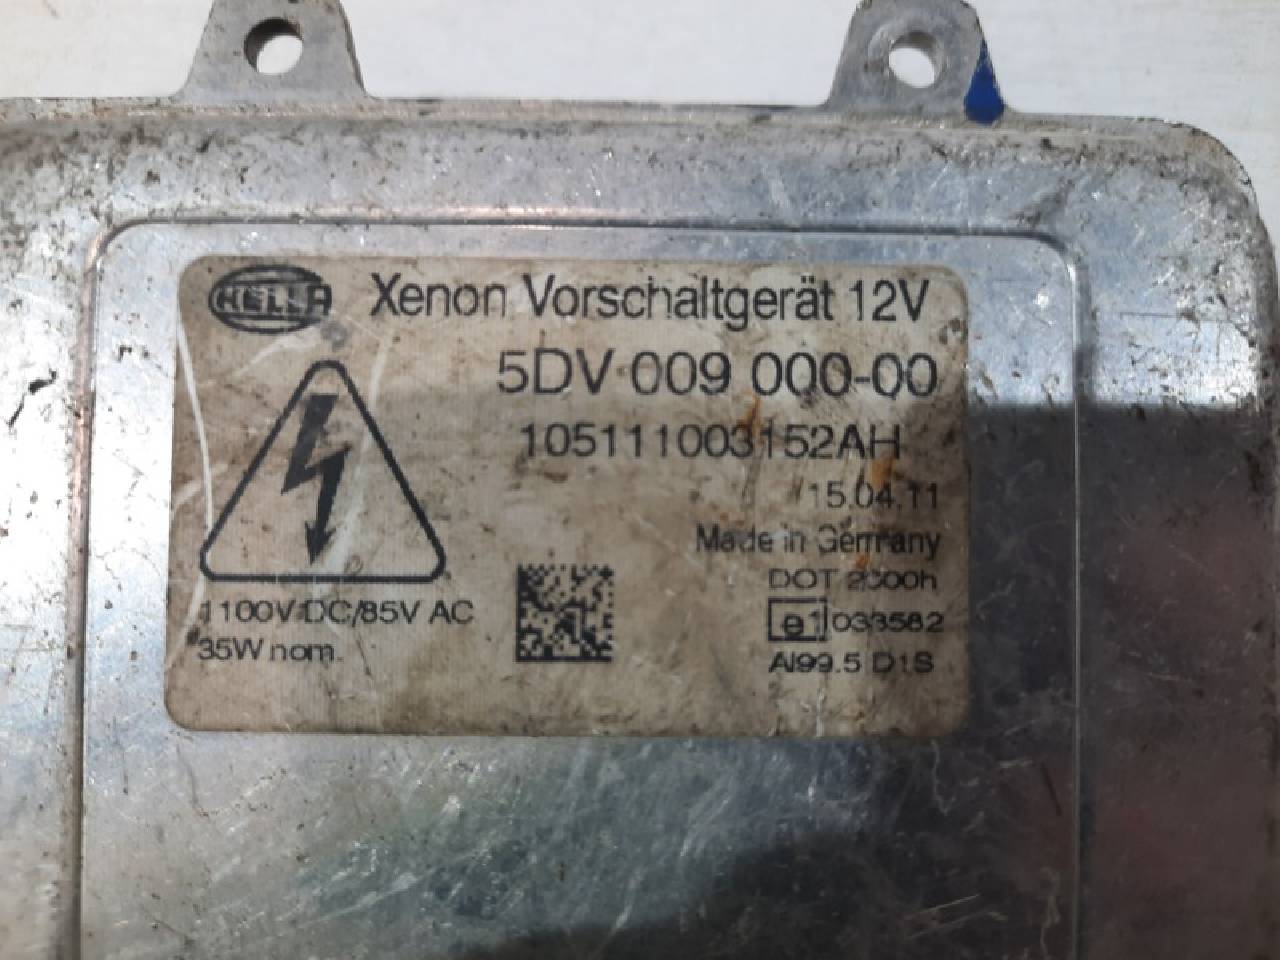 HELLA Xenon Vorschaltgerät 12V
5DV 009 000-00
105111003152AH
15.04.11
Made in Germany
DOT 2000h
e1 033582
Al99.5 D1S
1100V DC/85V AC
35W nom.